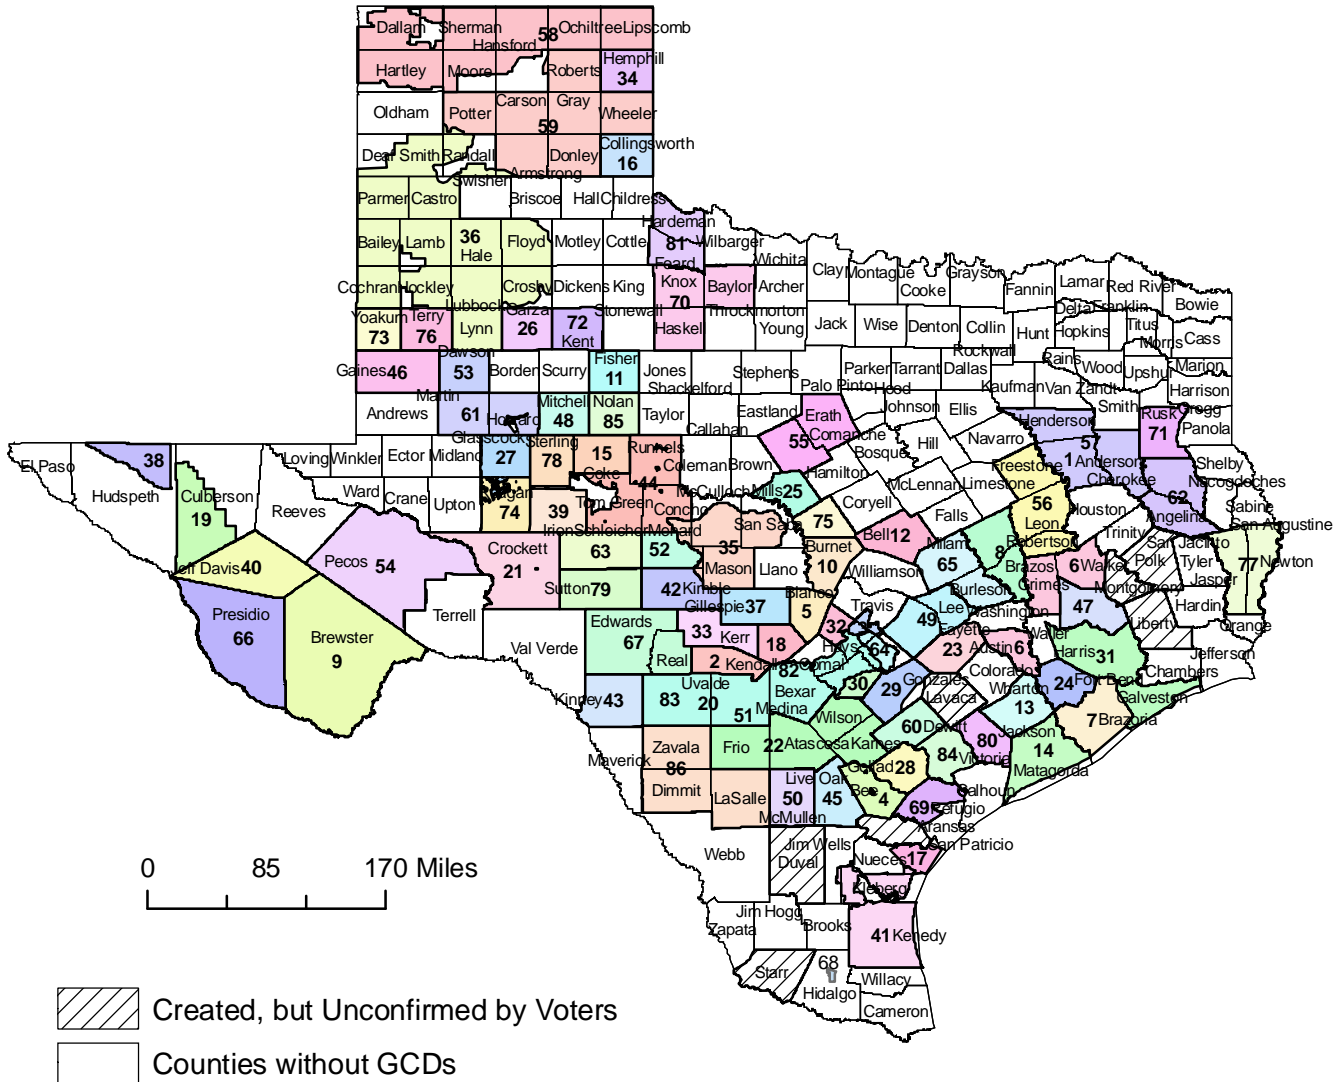 Dallam Sherman Hansford 58 Ochiltree Lipscomb
Hartley Moore Roberts Hemphill 34
Oldham Potter Carson Gray Wheeler
59
Deaf Smith Randall Armstrong Donley Collingsworth 16
Parmer Castro Swisher Briscoe Hall Childress
Hardeman
Bailey Lamb 36 Hale Floyd Motley Cottle 81 Foard Wilbarger Wichita
Clay Montague Cooke Grayson Fannin Lamar Red River Bowie
Cochran Hockley Lubbock Crosby Dickens King Knox 70 Baylor Archer
Delta Franklin Titus Morris Cass
Yoakum 73 Terry 76 Lynn Garza 26 72 Kent Stonewall Haskel Throckmorton Young Jack Wise Denton Collin Hunt Hopkins
Rockwall Rains Wood Upshur Marion
Gaines 46 Dawson 53 Borden Scurry Fisher 11 Jones Shackelford Stephens Palo Pinto Parker Tarrant Dallas Kaufman Van Zandt Harrison
Andrews Martin 61 Howard Mitchell 48 Nolan 85 Taylor Callahan Eastland Erath Hood Johnson Ellis Henderson Smith Gregg Rusk 71 Panola
El Paso Hudspeth 38 Culberson 19 Reeves Loving Winkler Ector Midland Glasscock 27 Sterling 78 15 Coke Runnels Coleman Brown 55 Comanche Bosque Hill Navarro 57 1 Anderson Cherokee Shelby
44 Hamilton McLennan Limestone Freestone 56 Leon Houston 62 Nacogdoches Angelina Sabine San Augustine
Ward Crane Upton Reagan 74 39 Irion Tom Green Concho McCulloch Mills 25 Coryell Falls Robertson Trinity
Schleicher Menard San Saba 75 Bell 12 Milam 8 Brazos San Jacinto Polk Tyler Jasper 77 Newton
Jeff Davis 40 Pecos 54 Crockett 21 63 52 35 Mason Llano Burnet 10 Williamson 65 Burleson Grimes 6 Walker Montgomery Hardin
Presidio 66 Brewster 9 Terrell Val Verde Sutton 79 42 Kimble Gillespie 37 Blanco 5 Travis Lee 49 Washington 47 Liberty Orange
Edwards 67 Real 33 Kerr 18 Kendall 32 Hays 64 Fayette 23 Austin 6 Waller Harris 31 Jefferson
2 82 Comal Colorado Chambers
Kinney 43 83 Uvalde 20 51 Medina Bexar 30 29 Gonzales Lavaca Wharton 13 24 Fort Bend Galveston
Maverick Zavala 86 Frio 22 Atascosa Wilson Karnes 60 Dewitt 80 Victoria Jackson 14 Matagorda 7 Brazoria
Dimmit LaSalle Live Oak 50 45 McMullen Goliad 28 84 Bee 4 Calhoun
69 Refugio Aransas San Patricio
Webb Duval Jim Wells Nueces 17
Kleberg
Zapata Jim Hogg Brooks 41 Kenedy
Starr 68 Hidalgo Willacy
Cameron
0 85 170 Miles
Created, but Unconfirmed by Voters
Counties without GCDs